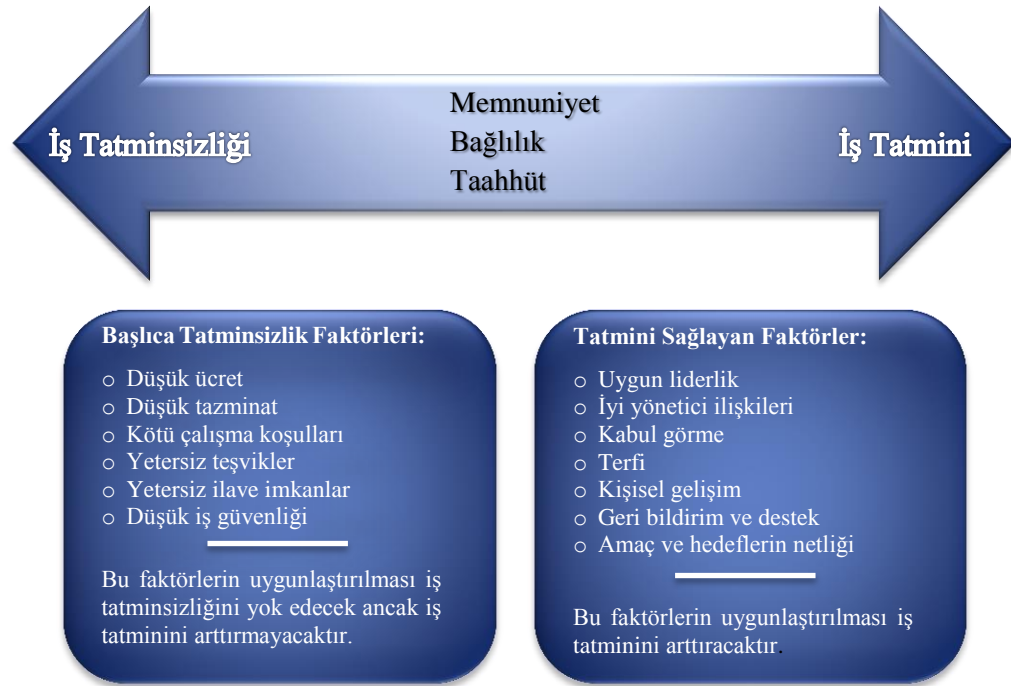 Memnuniyet
İş Tatminsizliği
Bağlılık
İş Tatmini
Taahhüt
Başlıca Tatminsizlik Faktörleri:
o Düşük ücret
o Düşük tazminat
o Kötü çalışma koşulları
o Yetersiz teşvikler
o Yetersiz ilave imkanlar
o Düşük iş güvenliği
Bu faktörlerin uygunlaştırılması iş
tatminsizliğini yok edecek ancak iş
tatminini arttırmayacaktır.
Tatmini Sağlayan Faktörler:
o Uygun liderlik
o İyi yönetici ilişkileri
o Kabul görme
o Terfi
o Kişisel gelişim
o Geri bildirim ve destek
o Amaç ve hedeflerin netliği
Bu faktörlerin uygunlaştırılması iş
tatminini arttıracaktır.